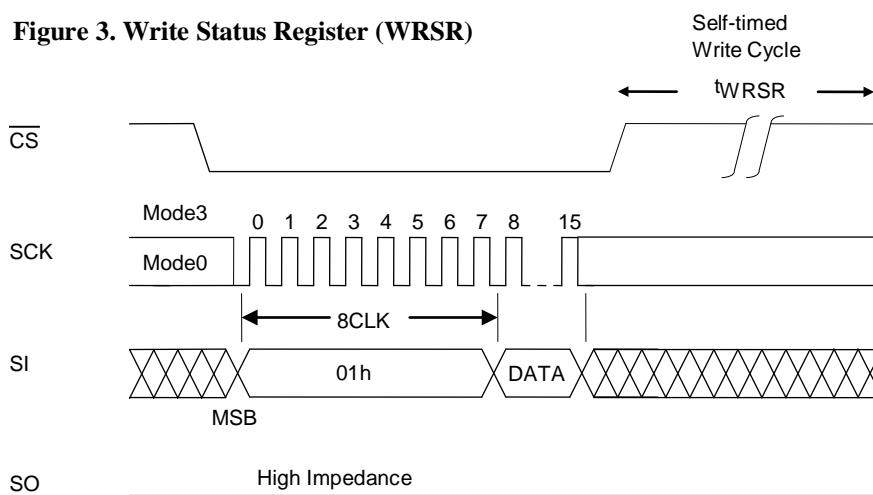 Figure 3. Write Status Register (WRSR)
Self-timed
Write Cycle
tWRSR
CS
Mode3
0 1 2 3 4 5 6 7 8 15
SCK
Mode0
8CLK
SI
01h
DATA
MSB
High Impedance
SO